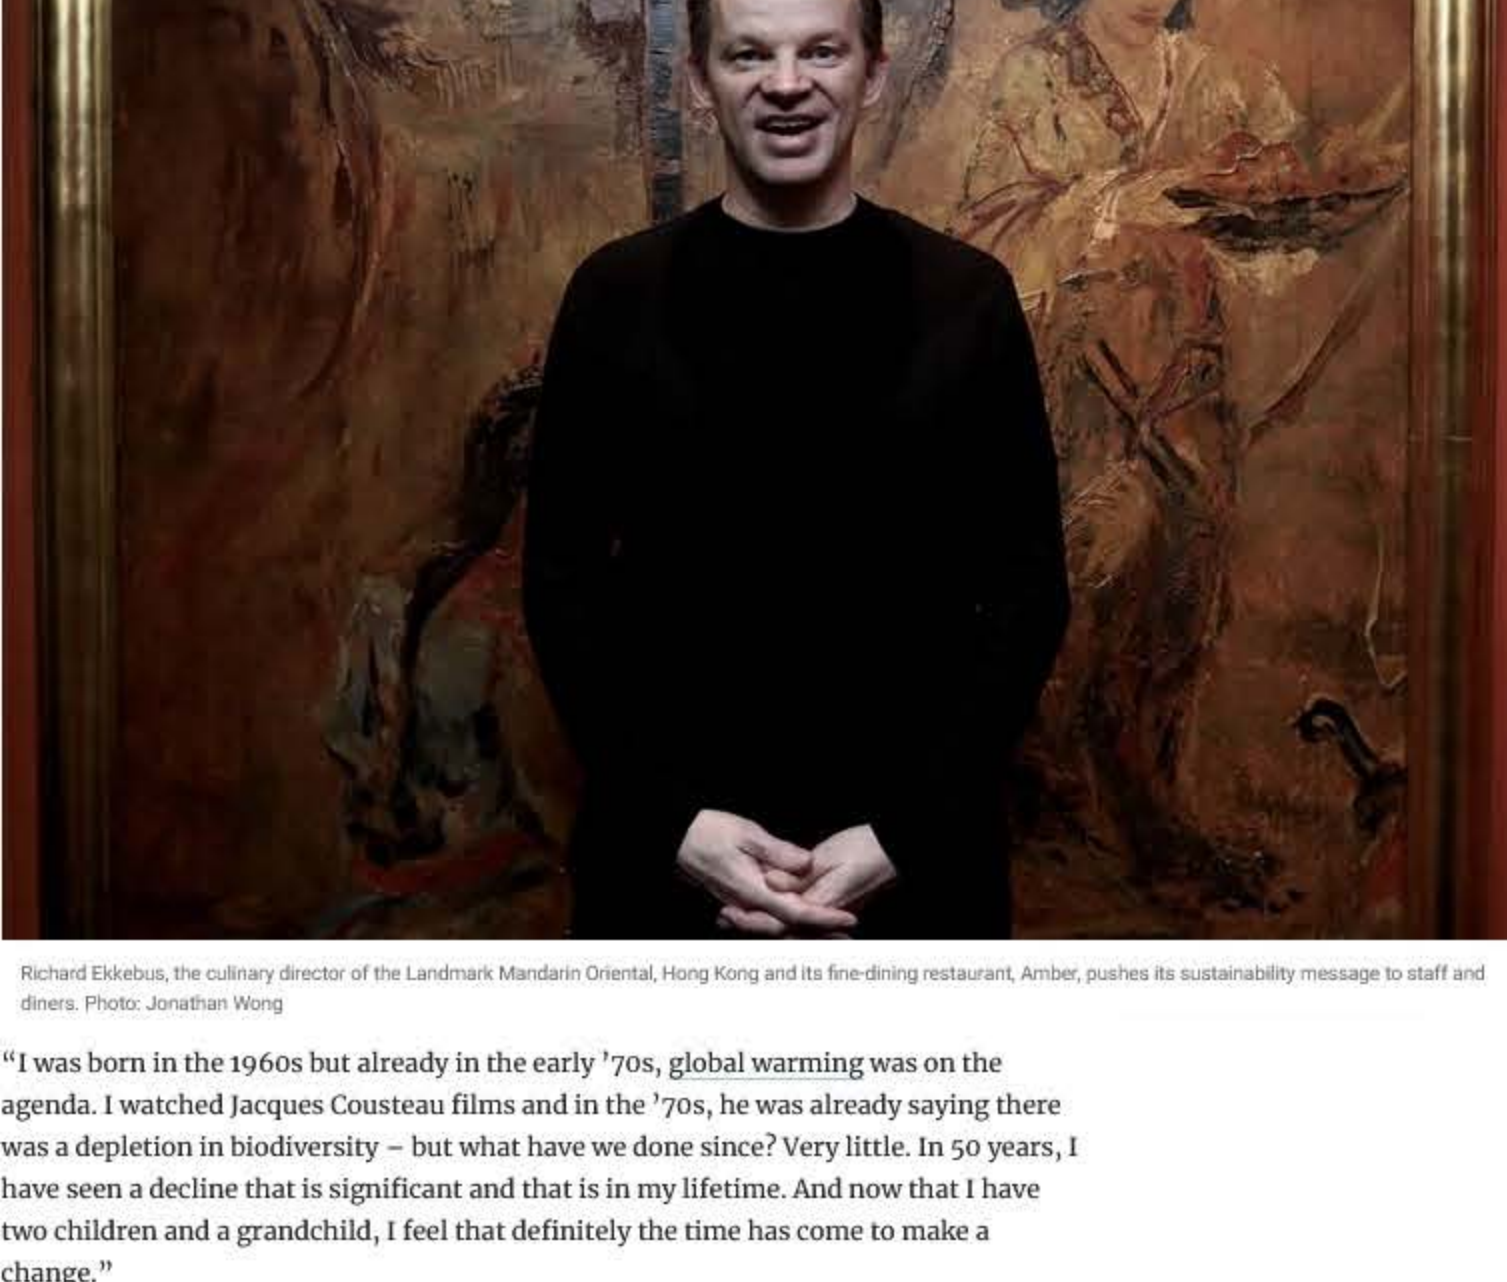 Richard Ekkebus, the culinary director of the Landmark Mandarin Oriental, Hong Kong and its fine-dining restaurant, Amber, pushes its sustainability message to staff and
diners. Photo: Jonathan Wong
“I was born in the 1960s but already in the early ’70s, global warming was on the
agenda. I watched Jacques Cousteau films and in the ’70s, he was already saying there
was a depletion in biodiversity – but what have we done since? Very little. In 50 years, I
have seen a decline that is significant and that is in my lifetime. And now that I have
two children and a grandchild, I feel that definitely the time has come to make a
change.”